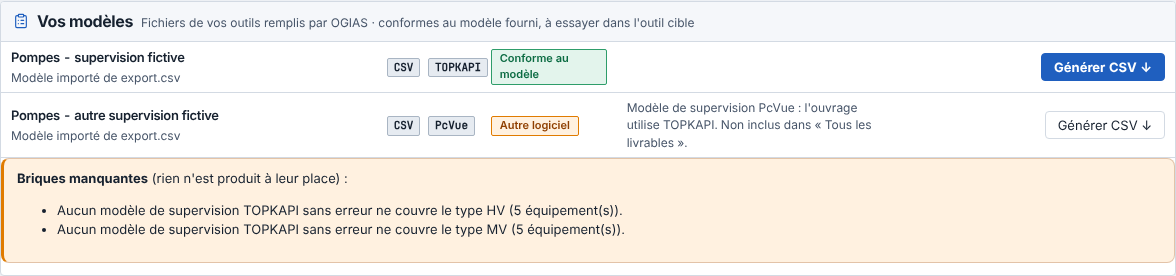 Vos modèles Fichiers de vos outils remplis par OGIAS · conformes au modèle fourni, à essayer dans l'outil cible
Pompes - supervision fictive
Modèle importé de export.csv
CSV TOPKAPI
Conforme au
modèle
Générer CSV ↓
Pompes - autre supervision fictive
Modèle importé de export.csv
CSV PcVue Autre logiciel
Modèle de supervision PcVue : l'ouvrage
utilise TOPKAPI. Non inclus dans « Tous les
livrables ».
Générer CSV ↓
Briques manquantes (rien n'est produit à leur place) :
• Aucun modèle de supervision TOPKAPI sans erreur ne couvre le type HV (5 équipement(s)).
• Aucun modèle de supervision TOPKAPI sans erreur ne couvre le type MV (5 équipement(s)).